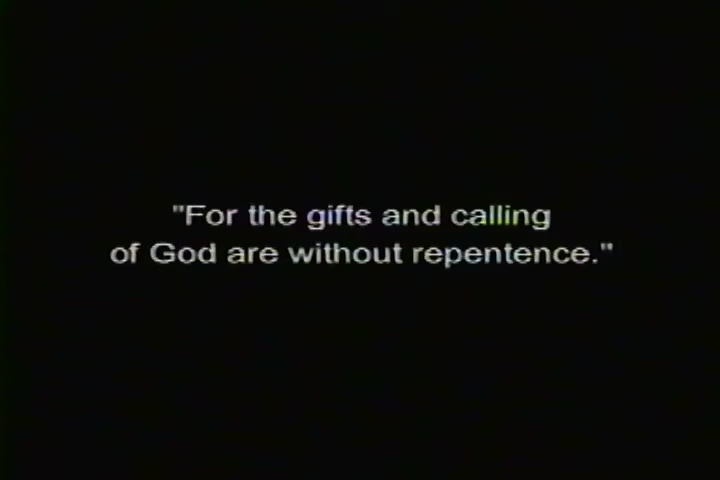 "For the gifts and calling
of God are without repentence."